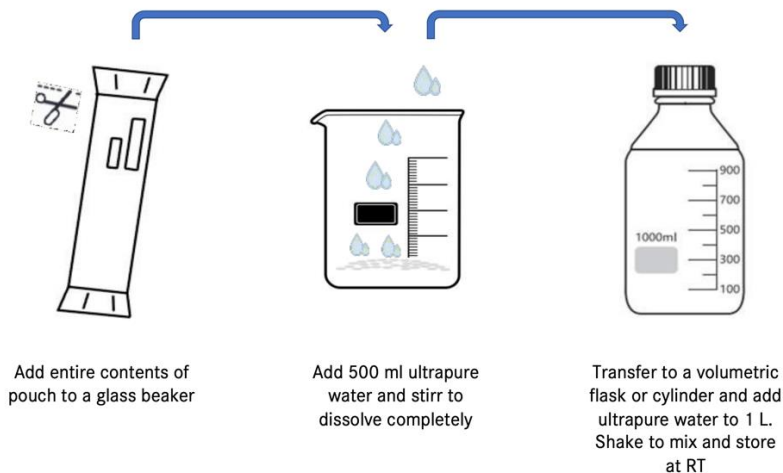 900
700
500
1000ml
300
100
Add entire contents of
pouch to a glass beaker
Add 500 ml ultrapure
water and stirr to
dissolve completely
Transfer to a volumetric
flask or cylinder and add
ultrapure water to 1 L.
Shake to mix and store
at RT